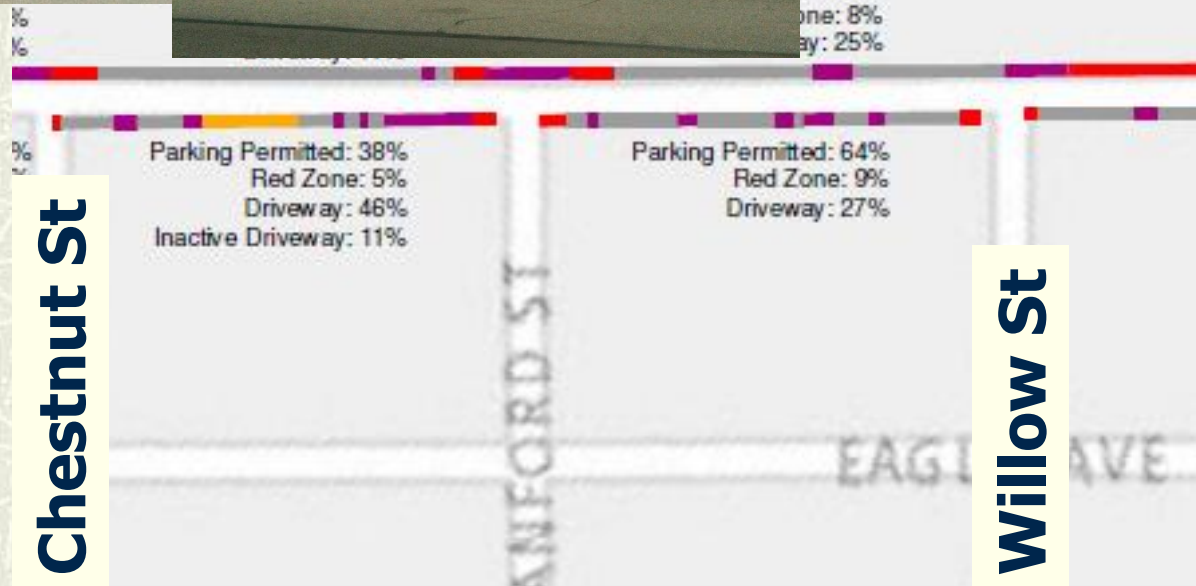 %
%
one: 8%
ay: 25%
%
Parking Permitted: 38%
Red Zone: 5%
Driveway: 46%
Inactive Driveway: 11%
Parking Permitted: 64%
Red Zone: 9%
Driveway: 27%
Chestnut St
ANFORD ST
EAGL AVE
Willow St